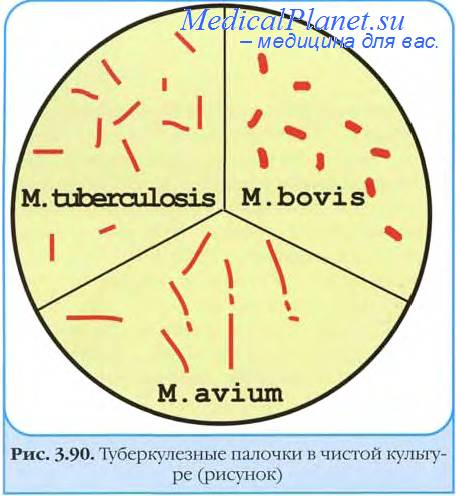 MedicalPlanet.su
– медицина для вас.
M.tuberculosis
M.bovis
M.avium
Рис. 3.90. Туберкулезные палочки в чистой культу-
ре (рисунок)